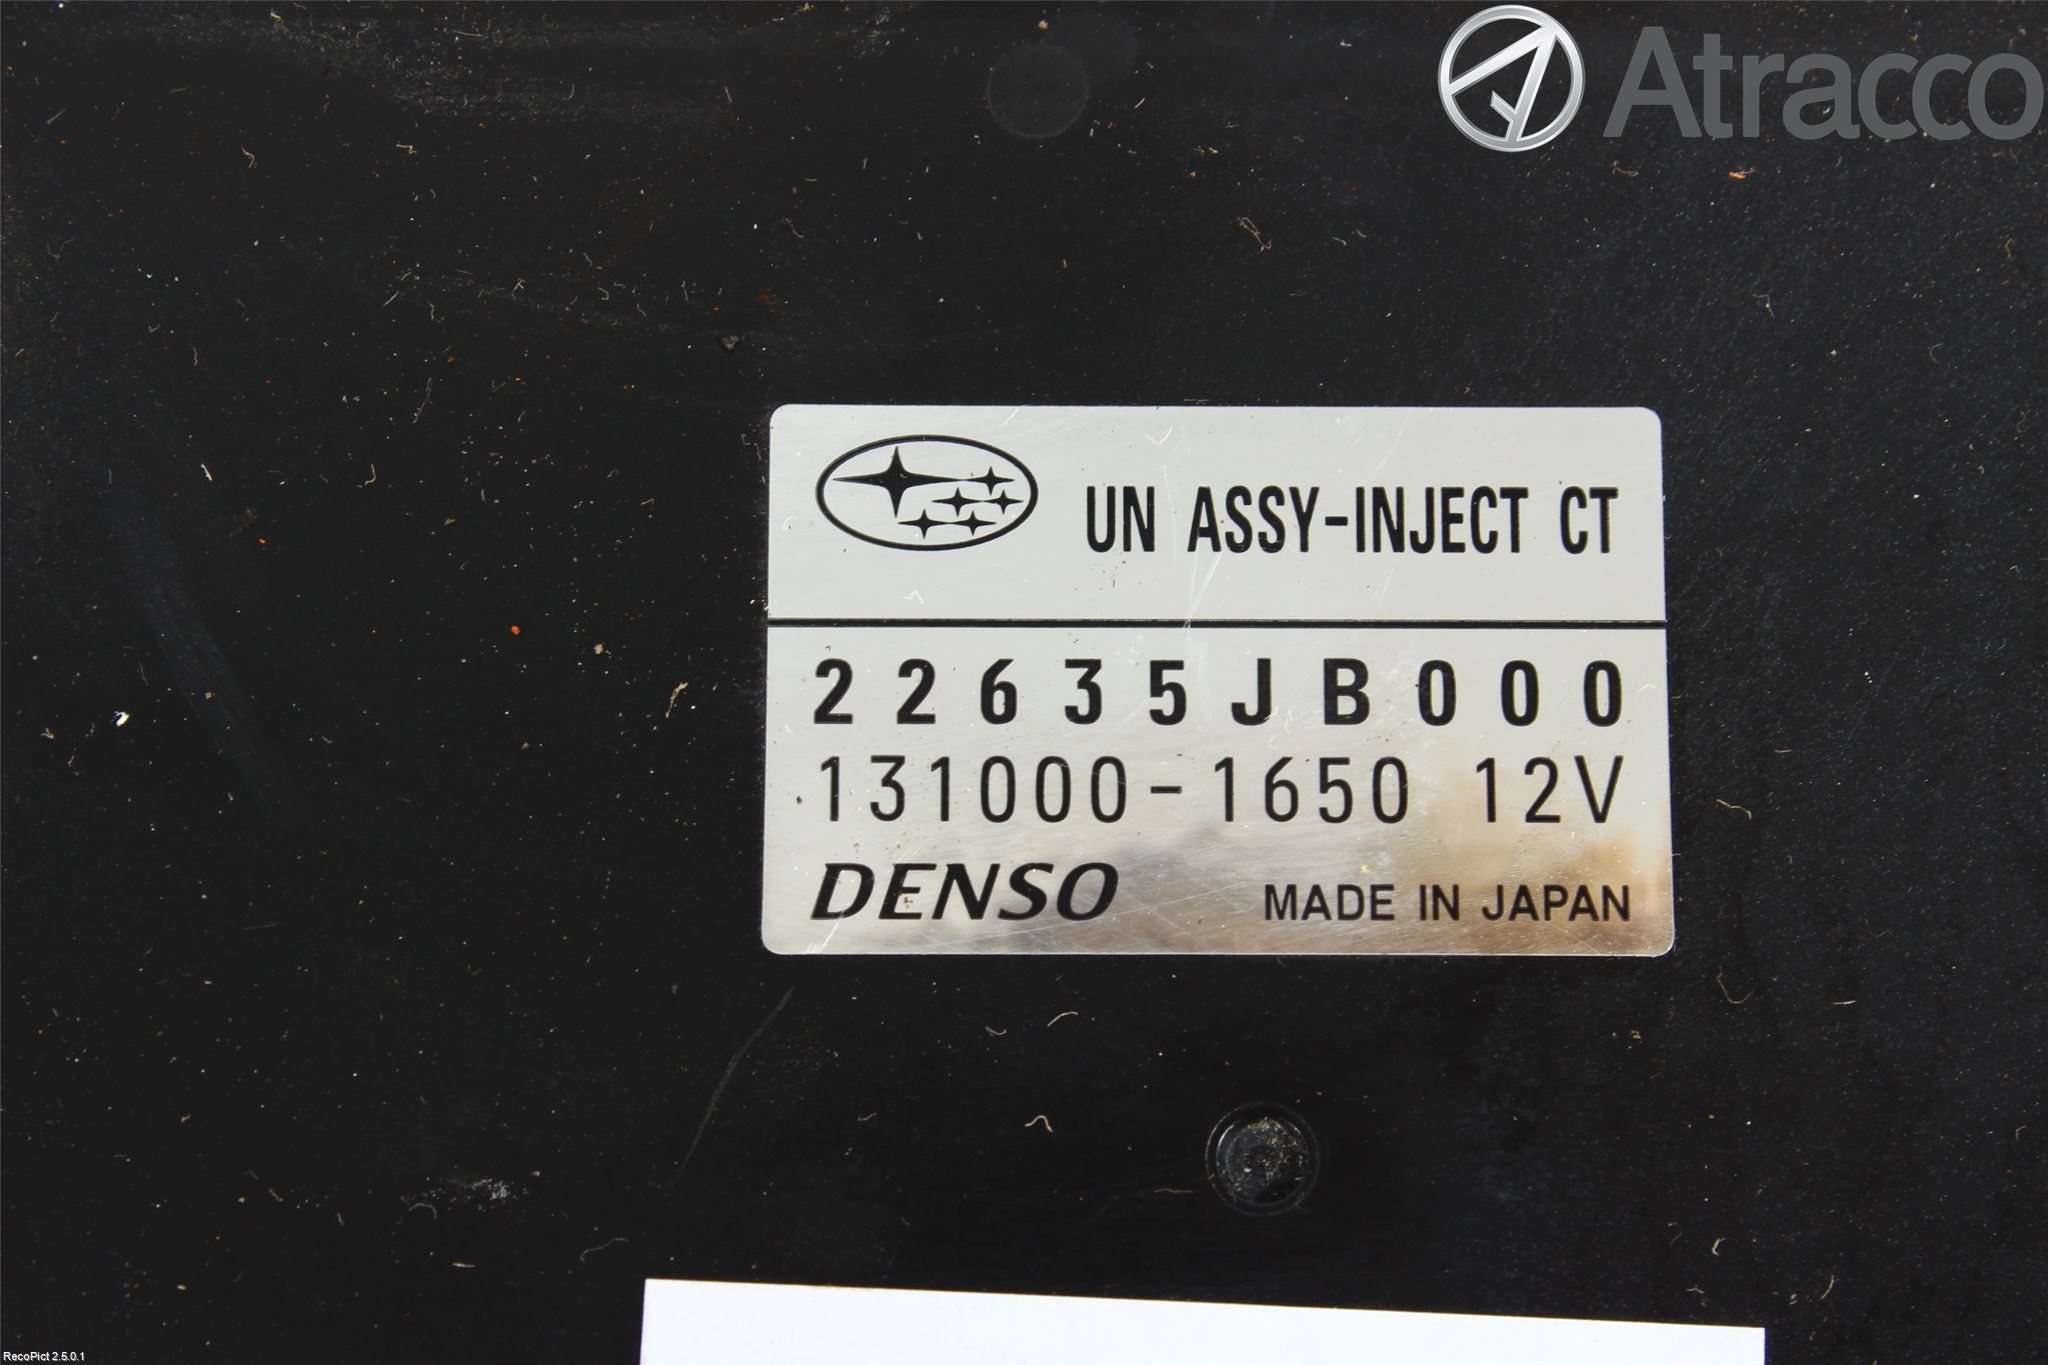 Atracco
UN ASSY-INJECT CT
22635JB000
131000-1650 12V
DENSO MADE IN JAPAN
RecoPict 2.5.0.1